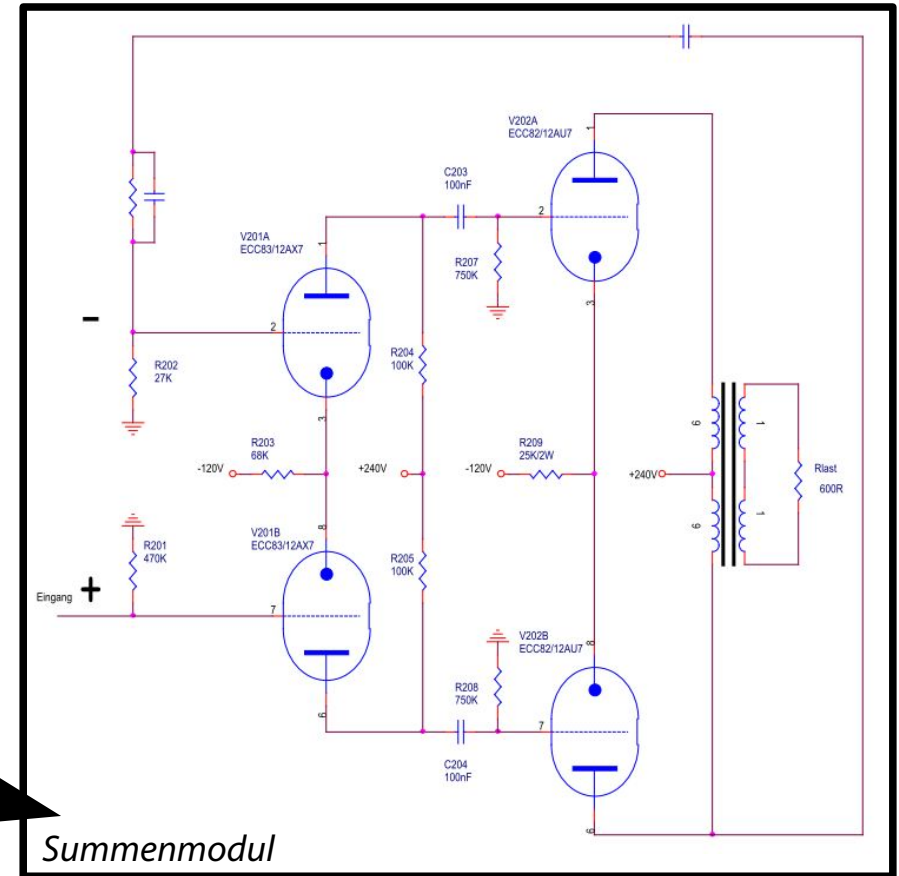 V202A
ECC82/12AU7
1
C203
100nF
2
R207
750K
3
V201A
ECC83/12AX7
1
-
2
R202
27K
3
R204
100K
R203
68K
-120V
+240V
R209
25K/2W
-120V
+240V
6
1
Rlast
600R
6
1
8
V201B
ECC83/12AX7
R201
470K
Eingang +
7
R205
100K
6
8
V202B
ECC82/12AU7
R208
750K
7
C204
100nF
6
Summenmodul